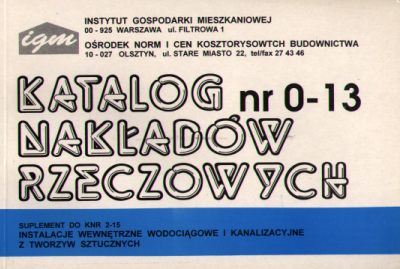 igm
INSTYTUT GOSPODARKI MIESZKANIOWEJ
00 - 925 WARSZAWA ul. FILTROWA 1
OŚRODEK NORM I CEN KOSZTORYSOWTCH BUDOWNICTWA
10 - 027 OLSZTYN, ul. STARE MIASTO 22, tel/fax 27 43 46
KATALOG nr 0-13
NAKŁADÓW
RZECZOWYCH
SUPLEMENT DO KNR 2-15
INSTALACJE WEWNĘTRZNE WODOCIĄGOWE I KANALIZACYJNE
Z TWORZYW SZTUCZNYCH